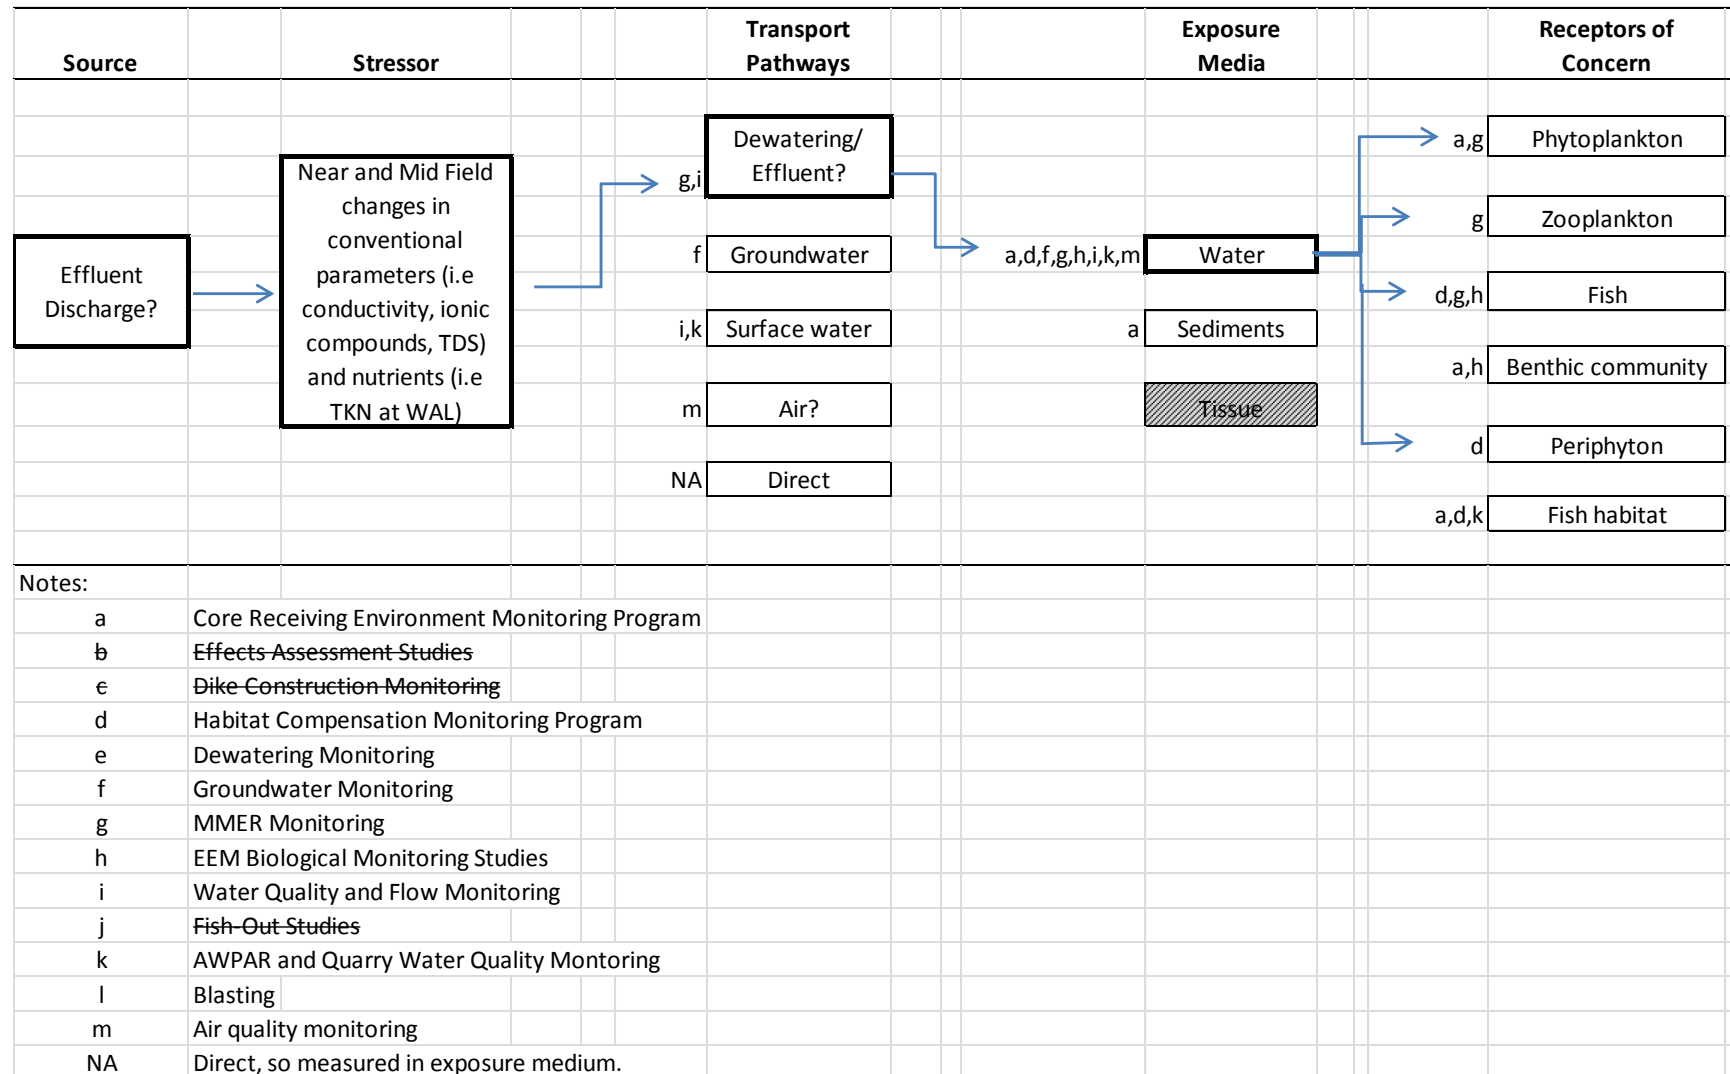 Source
Stressor
Transport
Pathways
Exposure
Media
Receptors of
Concern
Effluent
Discharge?
Near and Mid Field
changes in
conventional
parameters (i.e
conductivity, ionic
compounds, TDS)
and nutrients (i.e
TKN at WAL)
g,i
Dewatering/
Effluent?
f Groundwater
i,k Surface water
m Air?
NA Direct
a,d,f,g,h,i,k,m Water
a Sediments
Tissue
a,g Phytoplankton
g Zooplankton
d,g,h Fish
a,h Benthic community
d Periphyton
a,d,k Fish habitat
Notes:
a Core Receiving Environment Monitoring Program
b Effects Assessment Studies
c Dike Construction Monitoring
d Habitat Compensation Monitoring Program
e Dewatering Monitoring
f Groundwater Monitoring
g MMER Monitoring
h EEM Biological Monitoring Studies
i Water Quality and Flow Monitoring
j Fish-Out Studies
k AWPAR and Quarry Water Quality Montoring
l Blasting
m Air quality monitoring
NA Direct, so measured in exposure medium.